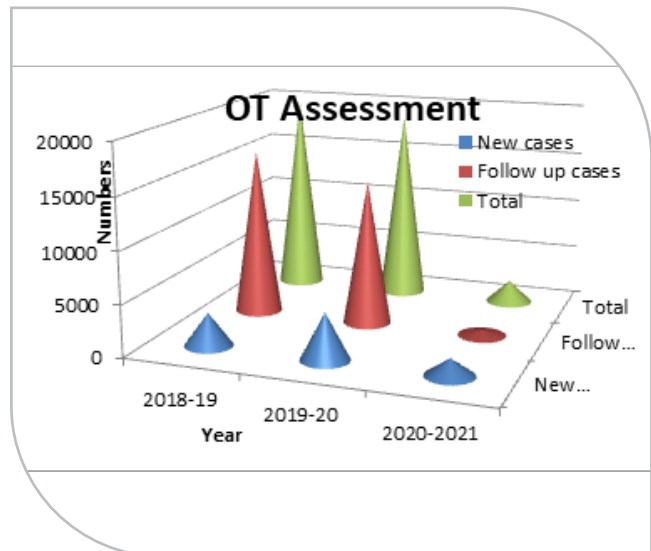 OT Assessment
20000
15000
10000
5000
0
Numbers
New cases
Follow up cases
Total
Total
Follow...
New...
2018-19
2019-20
2020-2021
Year